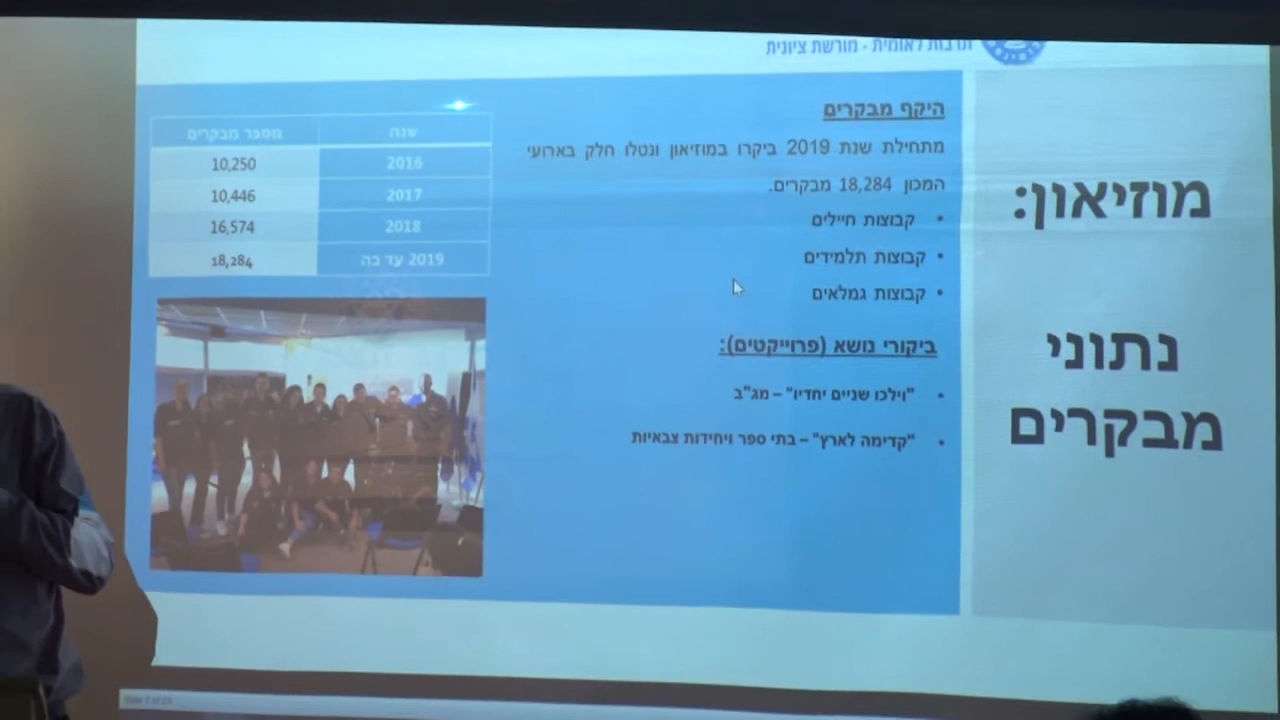 תרבות לאומית - מורשת ציונית
מוזיאון:
נתוני
מבקרים
היקף מבקרים
מתחילת שנת 2019 ביקרו במוזיאון ונטלו חלק בארועי
המכון 18,284 מבקרים.
• קבוצות חיילים
• קבוצות תלמידים
• קבוצות גמלאים
ביקורי נושא (פרוייקטים):
• "וילכו שניים יחדיו" – מג"ב
• "קדימה לארץ" – בתי ספר ויחידות צבאיות
שנה מספר מבקרים
2016 10,250
2017 10,446
2018 16,574
2019 עד כה 18,284